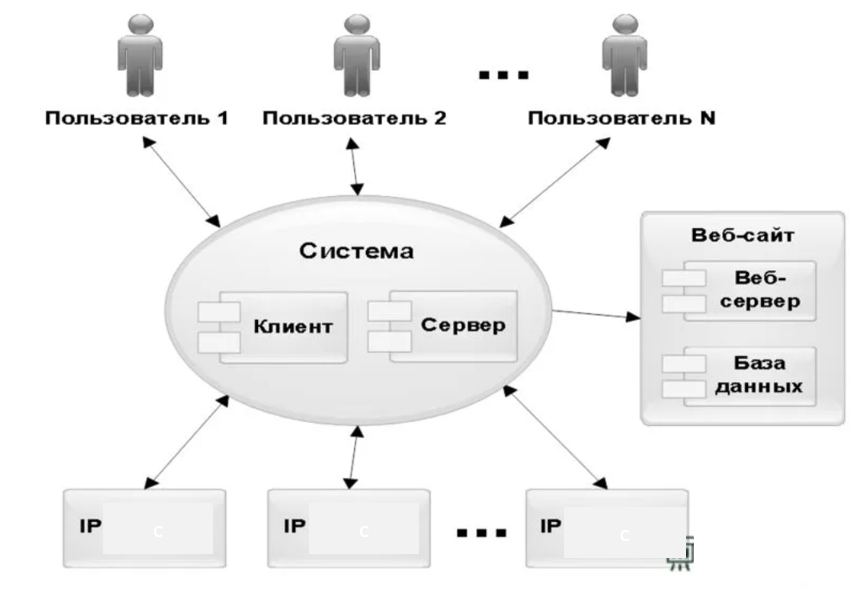 Пользователь 1
Пользователь 2
...
Пользователь N
Система
Клиент
Сервер
Веб-сайт
Веб-
сервер
База
данных
IP с
IP с
...
IP с